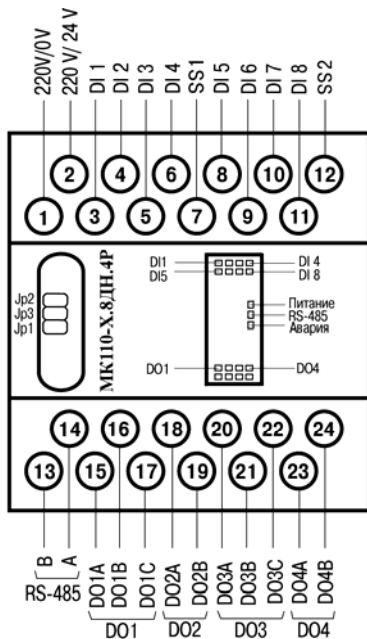 220V/0V
220 V/ 24 V
DI 1
DI 2
DI 3
DI 4
SS1
DI 5
DI 6
DI 7
DI 8
SS2
2 4 6 8 10 12
1 3 5 7 9 11
Jp2
Jp3
Jp1
МК110-Х.8ДН.4Р
DI1 DI 4
DI5 DI 8
Питание
RS-485
Авария
DO1 DO4
14 16 18 20 22 24
13 15 17 19 21 23
B
A
DO1A
DO1B
DO1C
DO2A
DO2B
DO3A
DO3B
DO3C
DO4A
DO4B
RS-485
DO1 DO2 DO3 DO4